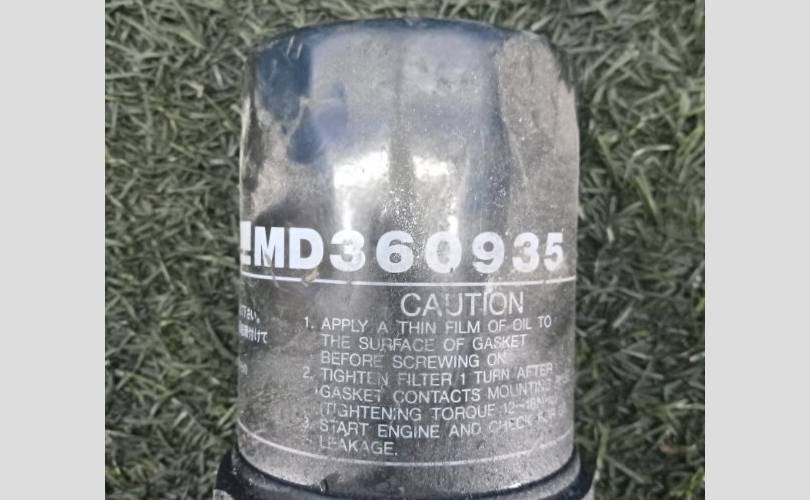 MD360935
CAUTION
1. APPLY A THIN FILM OF OIL TO
THE SURFACE OF GASKET
BEFORE SCREWING ON
2. TIGHTEN FILTER 1 TURN AFTER
GASKET CONTACTS MOUNTING
(TIGHTENING TORQUE
3. START ENGINE AND CHECK FOR
LEAKAGE.